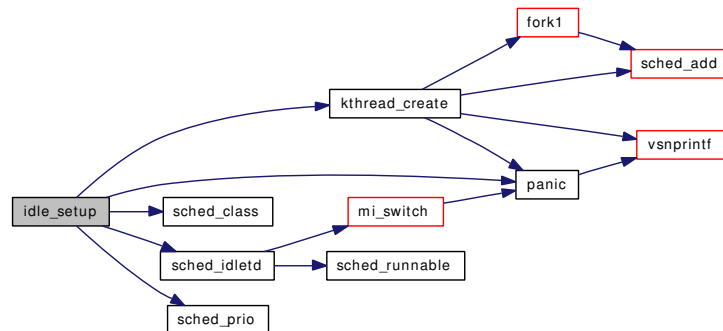 fork1
sched_add
kthread_create
vsnprintf
panic
idle_setup
sched_class
mi_switch
sched_idletd
sched_runnable
sched_prio